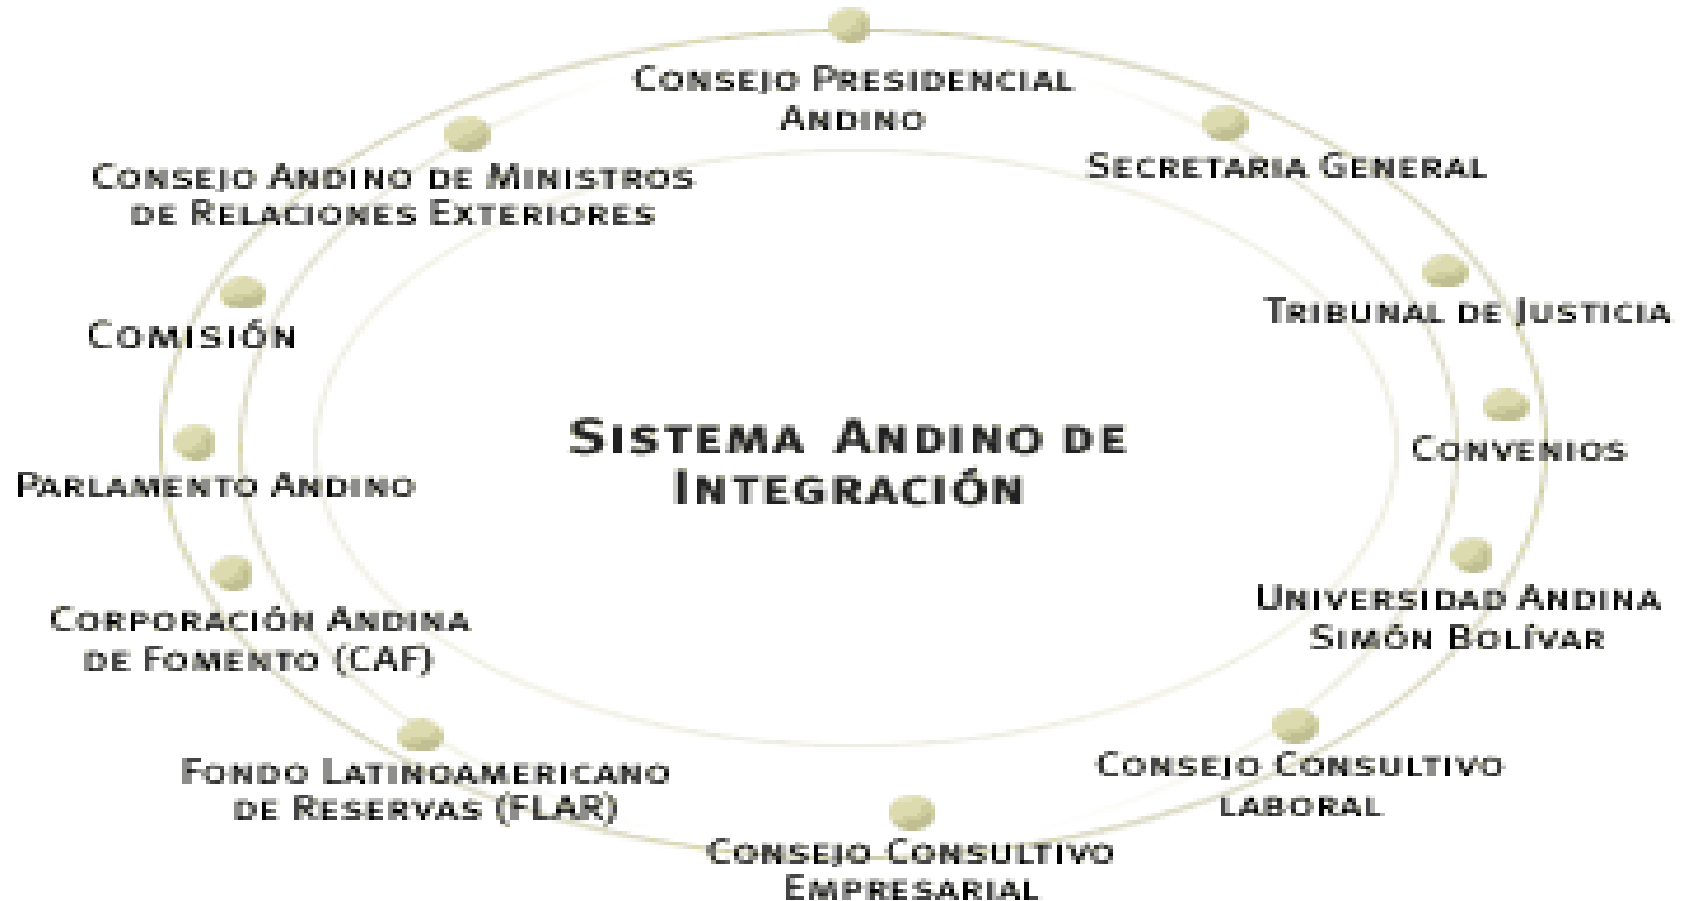 Consejo Presidencial
Andino
Secretaria General
Consejo Andino de Ministros
de Relaciones Exteriores
Tribunal de Justicia
Comisión
Sistema Andino de
Integración
Convenios
Parlamento Andino
Universidad Andina
Simón Bolívar
Corporación Andina
de Fomento (CAF)
Fondo Latinoamericano
de Reservas (FLAR)
Consejo Consultivo
laboral
Consejo Consultivo
Empresarial